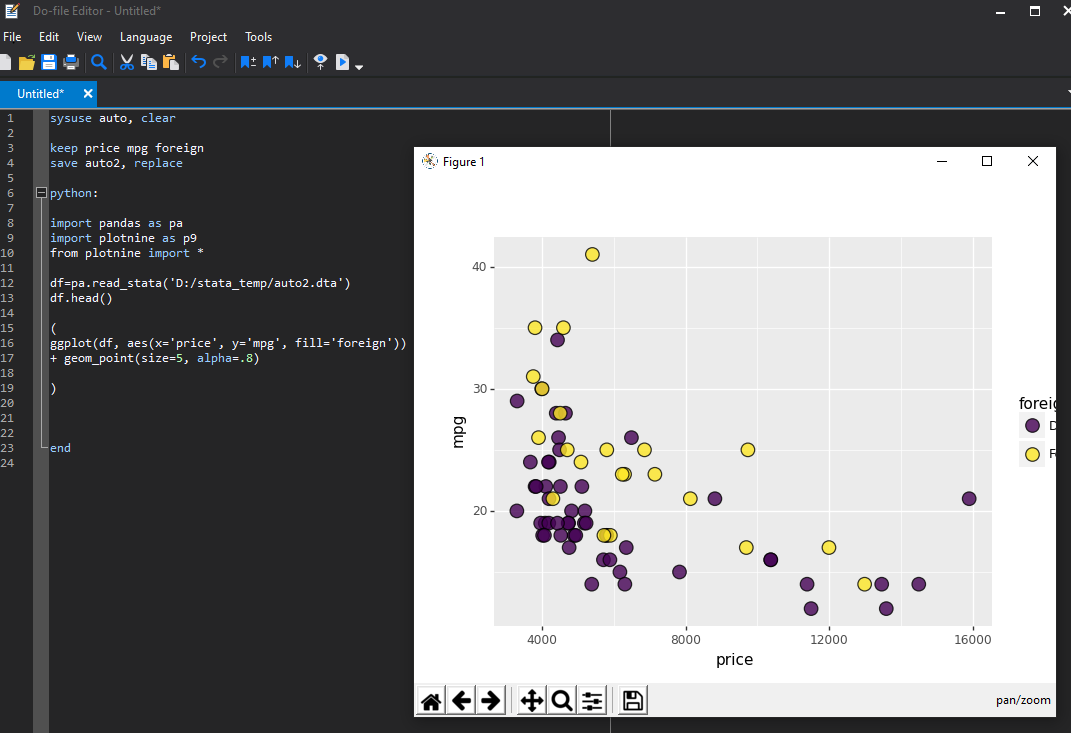 Do-file Editor - Untitled*
File Edit View Language Project Tools
Untitled*
1 sysuse auto, clear
2
3 keep price mpg foreign
4 save auto2, replace
5
6 python:
7
8 import pandas as pa
9 import plotnine as p9
10 from plotnine import *
11
12 df=pa.read_stata('D:/stata_temp/auto2.dta')
13 df.head()
14
15 (
16 ggplot(df, aes(x='price', y='mpg', fill='foreign'))
17 + geom_point(size=5, alpha=.8)
18
19 )
20
21
22
23 end
24
Figure 1
40
30
20
mpg
4000 8000 12000 16000
price
foreig
D
F
pan/zoom